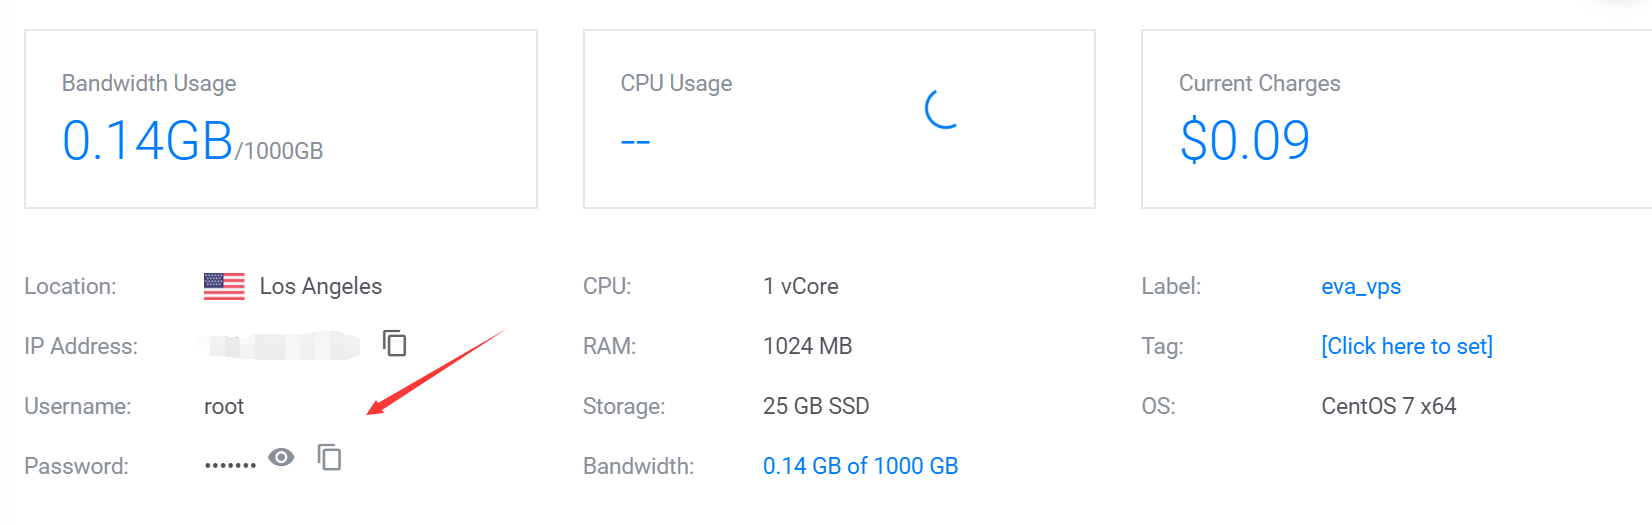 Bandwidth Usage
0.14GB/1000GB
CPU Usage
--
Current Charges
$0.09
Location: Los Angeles
IP Address:
Username: root
Password: •••••••
CPU: 1 vCore
RAM: 1024 MB
Storage: 25 GB SSD
Bandwidth: 0.14 GB of 1000 GB
Label: eva_vps
Tag: [Click here to set]
OS: CentOS 7 x64